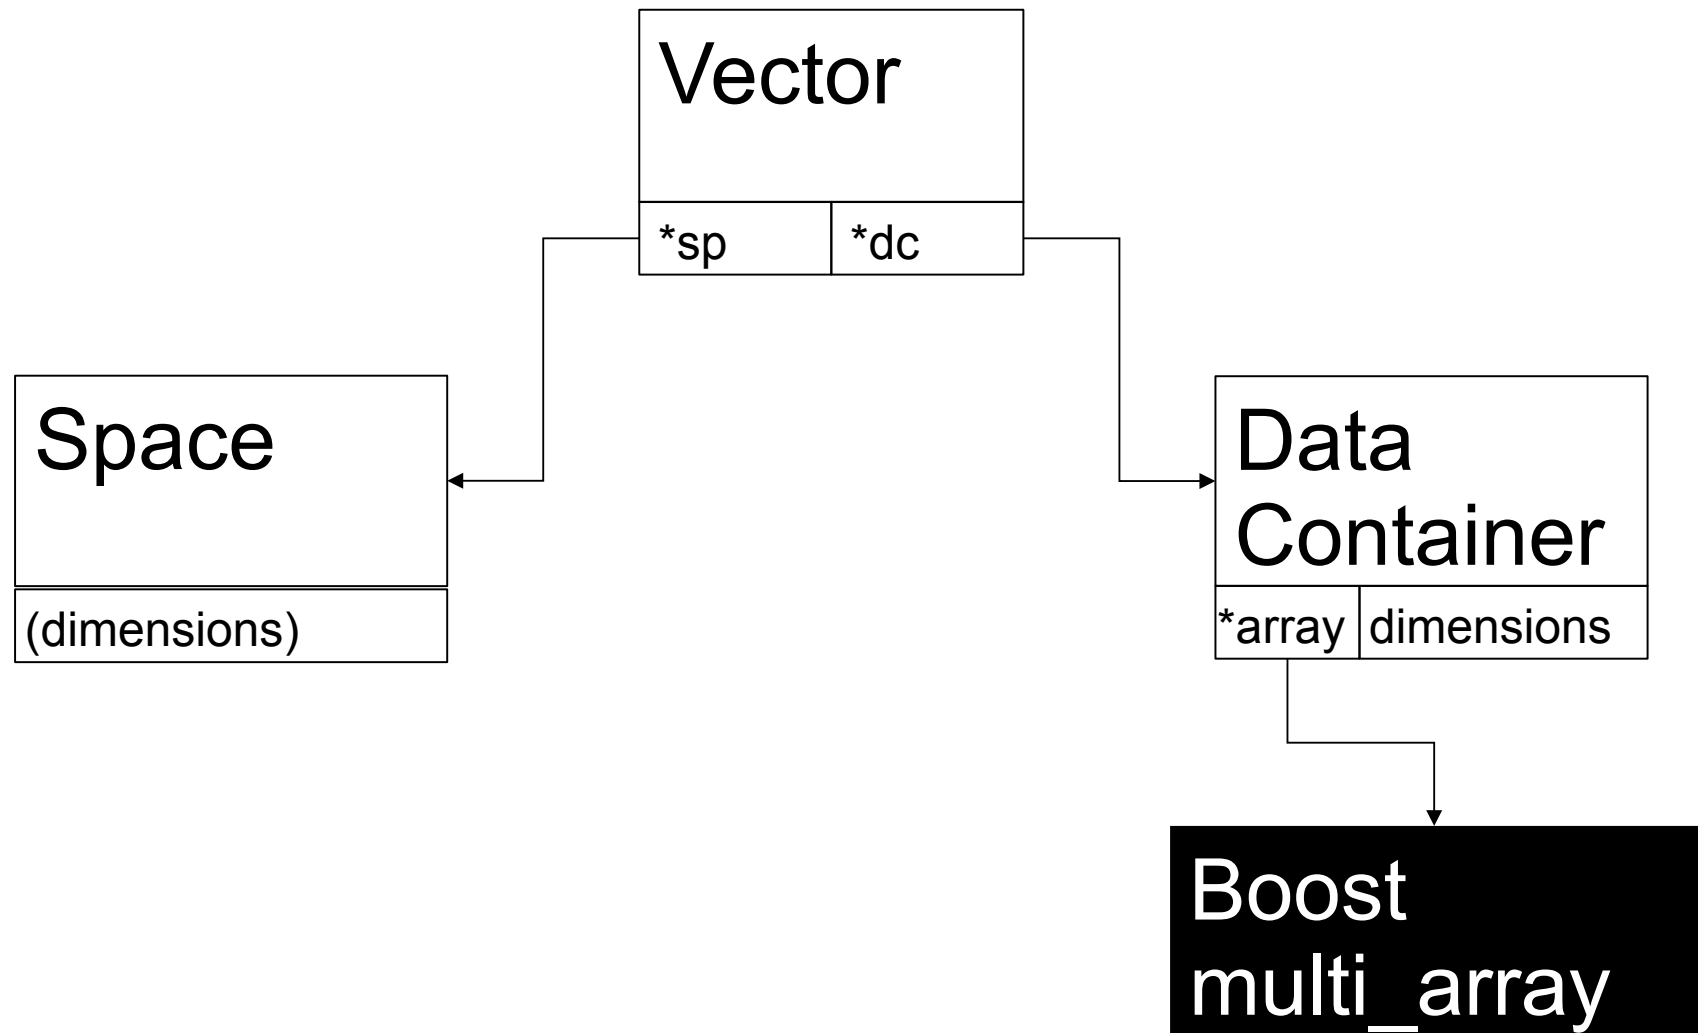 Vector
*sp
*dc
Space
(dimensions)
Data
Container
*array
dimensions
Boost
multi_array